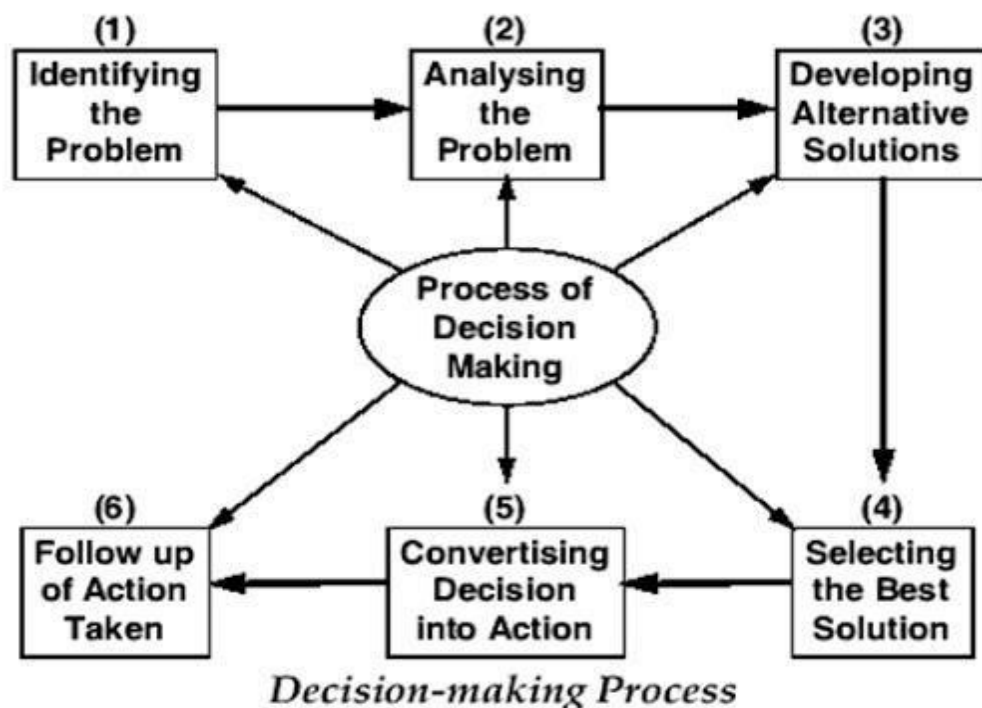 (1)
Identifying
the
Problem
(2)
Analysing
the
Problem
(3)
Developing
Alternative
Solutions
Process of
Decision
Making
(6)
Follow up
of Action
Taken
(5)
Convertising
Decision
into Action
(4)
Selecting
the Best
Solution
Decision-making Process